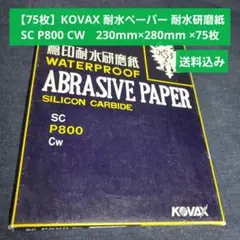 【75枚】KOVAX 耐水ペーパー 耐水研磨紙
SC P800 CW　230mm×280mm ×75枚
送料込み
鳳印耐水研磨紙
WATERPROOF
ABRASIVE PAPER
SILICON CARBIDE
SC
P800
Cw
KOVAX